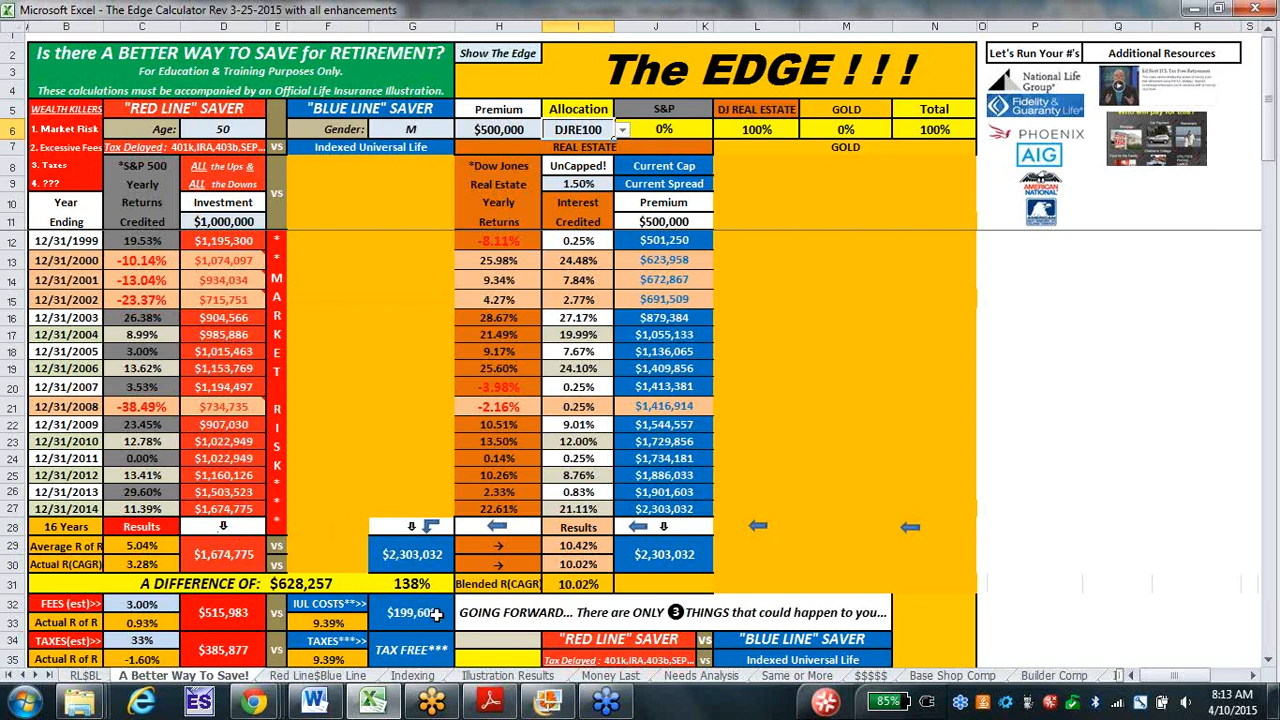 Microsoft Excel - The Edge Calculator Rev 3-25-2015 with all enhancements
B C D E F G H I J K L M N O P Q R S
Is there A BETTER WAY TO SAVE for RETIREMENT? Show The Edge The EDGE ! ! ! Let's Run Your #'s Additional Resources
For Education & Training Purposes Only.
These calculations must be accompanied by an Official Life Insurance Illustration.
National Life Group®
FIDELITY & GUARANTY LIFE
PHOENIX
AIG
AMERICAN NATIONAL
WEALTH KILLERS "RED LINE" SAVER "BLUE LINE" SAVER Premium Allocation S&P DJ REAL ESTATE GOLD Total
1. Market Risk Age: 50 Gender: M $500,000 DJRE100 0% 100% 0% 100%
2. Excessive Fees Tax Delayed : 401k,IRA,403b,SEP... VS Indexed Universal Life REAL ESTATE GOLD
3. Taxes *S&P 500 ALL the Ups & vs *Dow Jones UnCapped! Current Cap
4. ??? Yearly ALL the Downs Real Estate 1.50% Current Spread
Year Returns Investment Yearly Interest Premium
Ending Credited $1,000,000 Returns Credited $500,000
12/31/1999 19.53% $1,195,300 * -8.11% 0.25% $501,250
12/31/2000 -10.14% $1,074,097 * 25.98% 24.48% $623,958
12/31/2001 -13.04% $934,034 M 9.34% 7.84% $672,867
12/31/2002 -23.37% $715,751 A 4.27% 2.77% $691,509
12/31/2003 26.38% $904,566 R 28.67% 27.17% $879,384
12/31/2004 8.99% $985,886 K 21.49% 19.99% $1,055,133
12/31/2005 3.00% $1,015,463 E 9.17% 7.67% $1,136,065
12/31/2006 13.62% $1,153,769 T 25.60% 24.10% $1,409,856
12/31/2007 3.53% $1,194,497 -3.98% 0.25% $1,413,381
12/31/2008 -38.49% $734,735 R -2.16% 0.25% $1,416,914
12/31/2009 23.45% $907,030 I 10.51% 9.01% $1,544,557
12/31/2010 12.78% $1,022,949 S 13.50% 12.00% $1,729,856
12/31/2011 0.00% $1,022,949 K 0.14% 0.25% $1,734,181
12/31/2012 13.41% $1,160,126 * 10.26% 8.76% $1,886,033
12/31/2013 29.60% $1,503,523 * 2.33% 0.83% $1,901,603
12/31/2014 11.39% $1,674,775 * 22.61% 21.11% $2,303,032
16 Years Results Results
Average R of R 5.04% $1,674,775 vs $2,303,032 → 10.42% $2,303,032
Actual R(CAGR) 3.28% vs → 10.02%
A DIFFERENCE OF: $628,257 138% Blended R(CAGR) 10.02%
FEES (est)>> 3.00% $515,983 vs IUL COSTS**>> GOING FORWARD... There are ONLY ❸ THINGS that could happen to you...
Actual R of R 0.93% 9.39%
TAXES(est)>> 33% $385,877 vs TAXES***>> TAX FREE*** "RED LINE" SAVER VS "BLUE LINE" SAVER
Actual R of R -1.60% 9.39% Tax Delayed : 401k,IRA,403b,SEP... vs Indexed Universal Life
RL$BL A Better Way To Save! Red Line$Blue Line Indexing Illustration Results Money Last Needs Analysis Same or More $$$$$ Base Shop Comp Builder Comp
85% 8:13 AM
4/10/2015